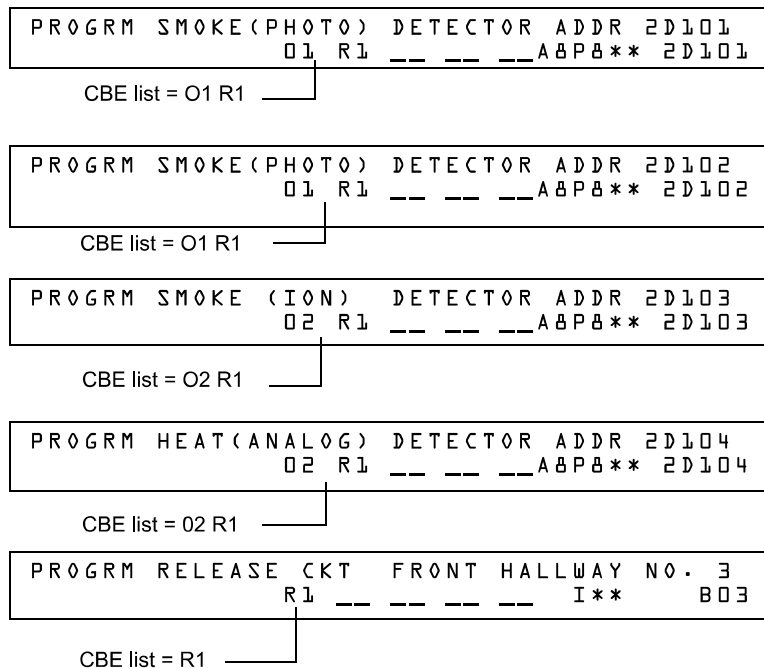 PROGRM SMOKE(PHOTO) DETECTOR ADDR 2D101
01 R1 __ __ __A8P8** 2D101
CBE list = O1 R1
PROGRM SMOKE(PHOTO) DETECTOR ADDR 2D102
01 R1 __ __ __A8P8** 2D102
CBE list = O1 R1
PROGRM SMOKE (ION) DETECTOR ADDR 2D103
02 R1 __ __ __A8P8** 2D103
CBE list = O2 R1
PROGRM HEAT(ANALOG) DETECTOR ADDR 2D104
02 R1 __ __ __A8P8** 2D104
CBE list = 02 R1
PROGRM RELEASE CKT FRONT HALLWAY NO. 3
R1 __ __ __ __ I** B03
CBE list = R1